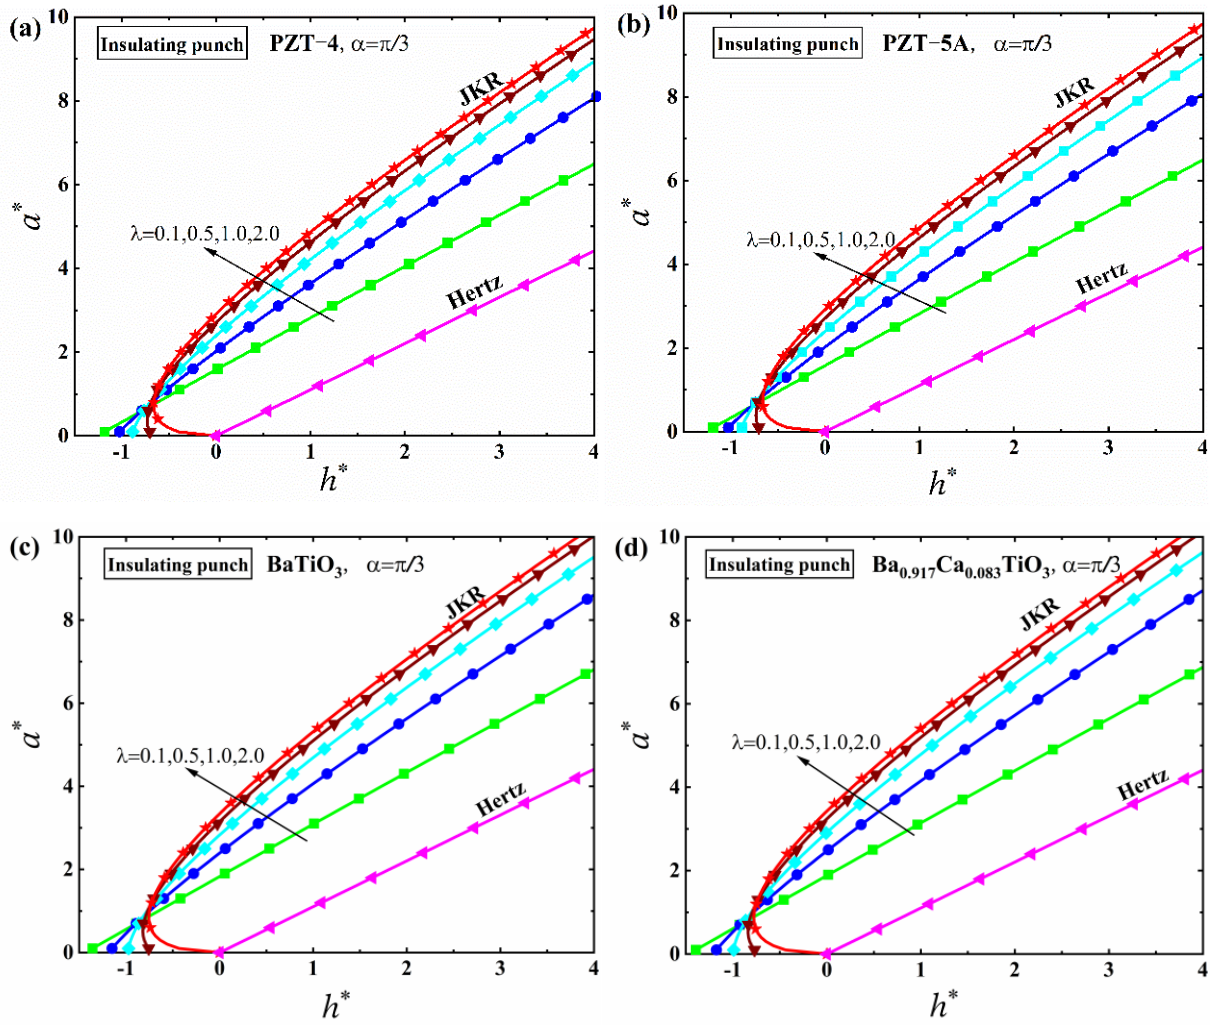 (a)
Insulating punch
PZT−4, α=π/3
JKR
λ=0.1,0.5,1.0,2.0
Hertz
a*
10
8
6
4
2
0
-1 0 1 2 3 4
h*
(b)
Insulating punch
PZT−5A, α=π/3
JKR
λ=0.1,0.5,1.0,2.0
Hertz
a*
10
8
6
4
2
0
-1 0 1 2 3 4
h*
(c)
Insulating punch
BaTiO₃, α=π/3
JKR
λ=0.1,0.5,1.0,2.0
Hertz
a*
10
8
6
4
2
0
-1 0 1 2 3 4
h*
(d)
Insulating punch
Ba₀.₉₁₇Ca₀.₀₈₃TiO₃, α=π/3
JKR
λ=0.1,0.5,1.0,2.0
Hertz
a*
10
8
6
4
2
0
-1 0 1 2 3 4
h*